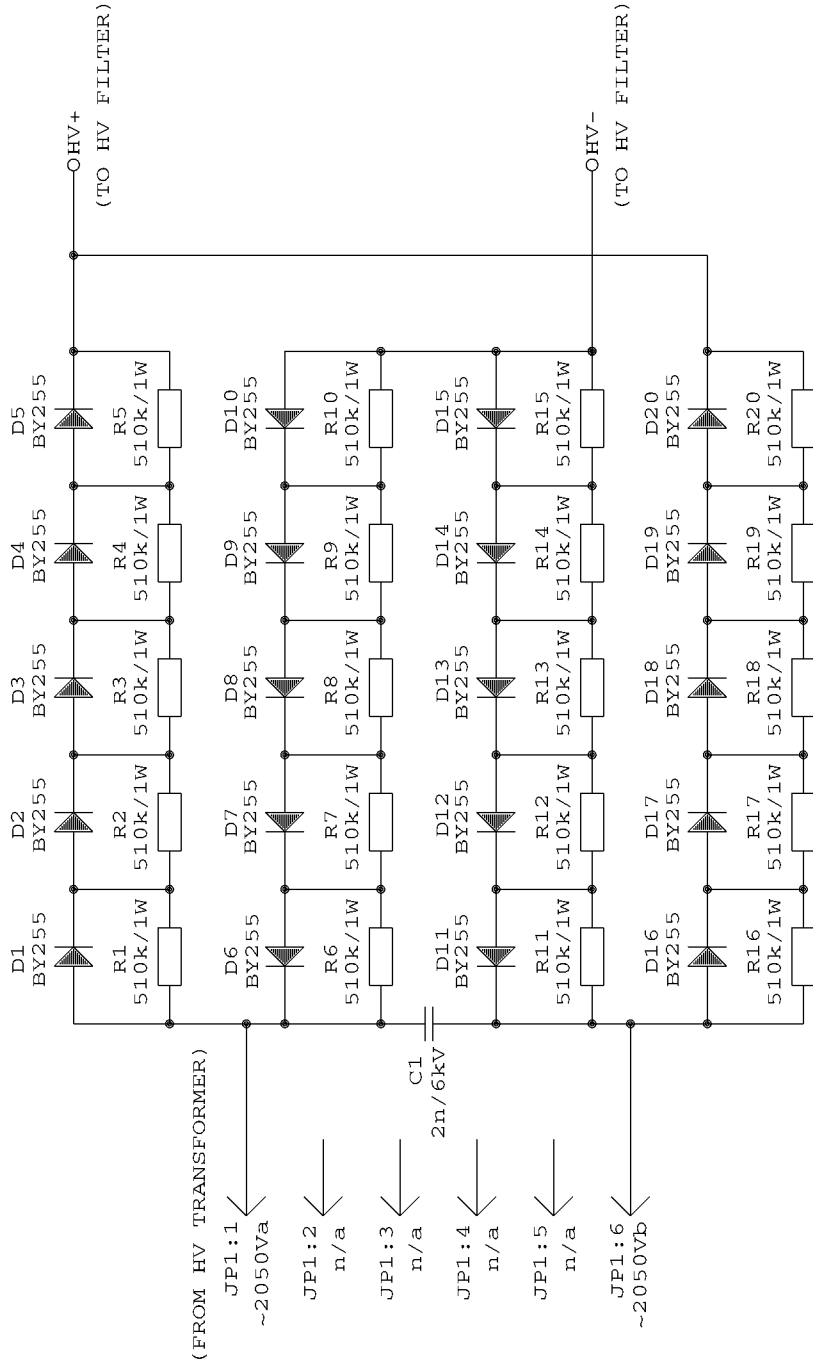 D1
BY255
D2
BY255
D3
BY255
D4
BY255
D5
BY255
HV+
(TO HV FILTER)
R1
510k/1W
R2
510k/1W
R3
510k/1W
R4
510k/1W
R5
510k/1W
(FROM HV TRANSFORMER)
JP1:1
~2050Va
D6
BY255
D7
BY255
D8
BY255
D9
BY255
D10
BY255
JP1:2
n/a
R6
510k/1W
R7
510k/1W
R8
510k/1W
R9
510k/1W
R10
510k/1W
JP1:3
n/a
C1
2n/6kV
D11
BY255
D12
BY255
D13
BY255
D14
BY255
D15
BY255
JP1:4
n/a
R11
510k/1W
R12
510k/1W
R13
510k/1W
R14
510k/1W
R15
510k/1W
HV-
(TO HV FILTER)
JP1:5
n/a
JP1:6
~2050Vb
D16
BY255
D17
BY255
D18
BY255
D19
BY255
D20
BY255
R16
510k/1W
R17
510k/1W
R18
510k/1W
R19
510k/1W
R20
510k/1W